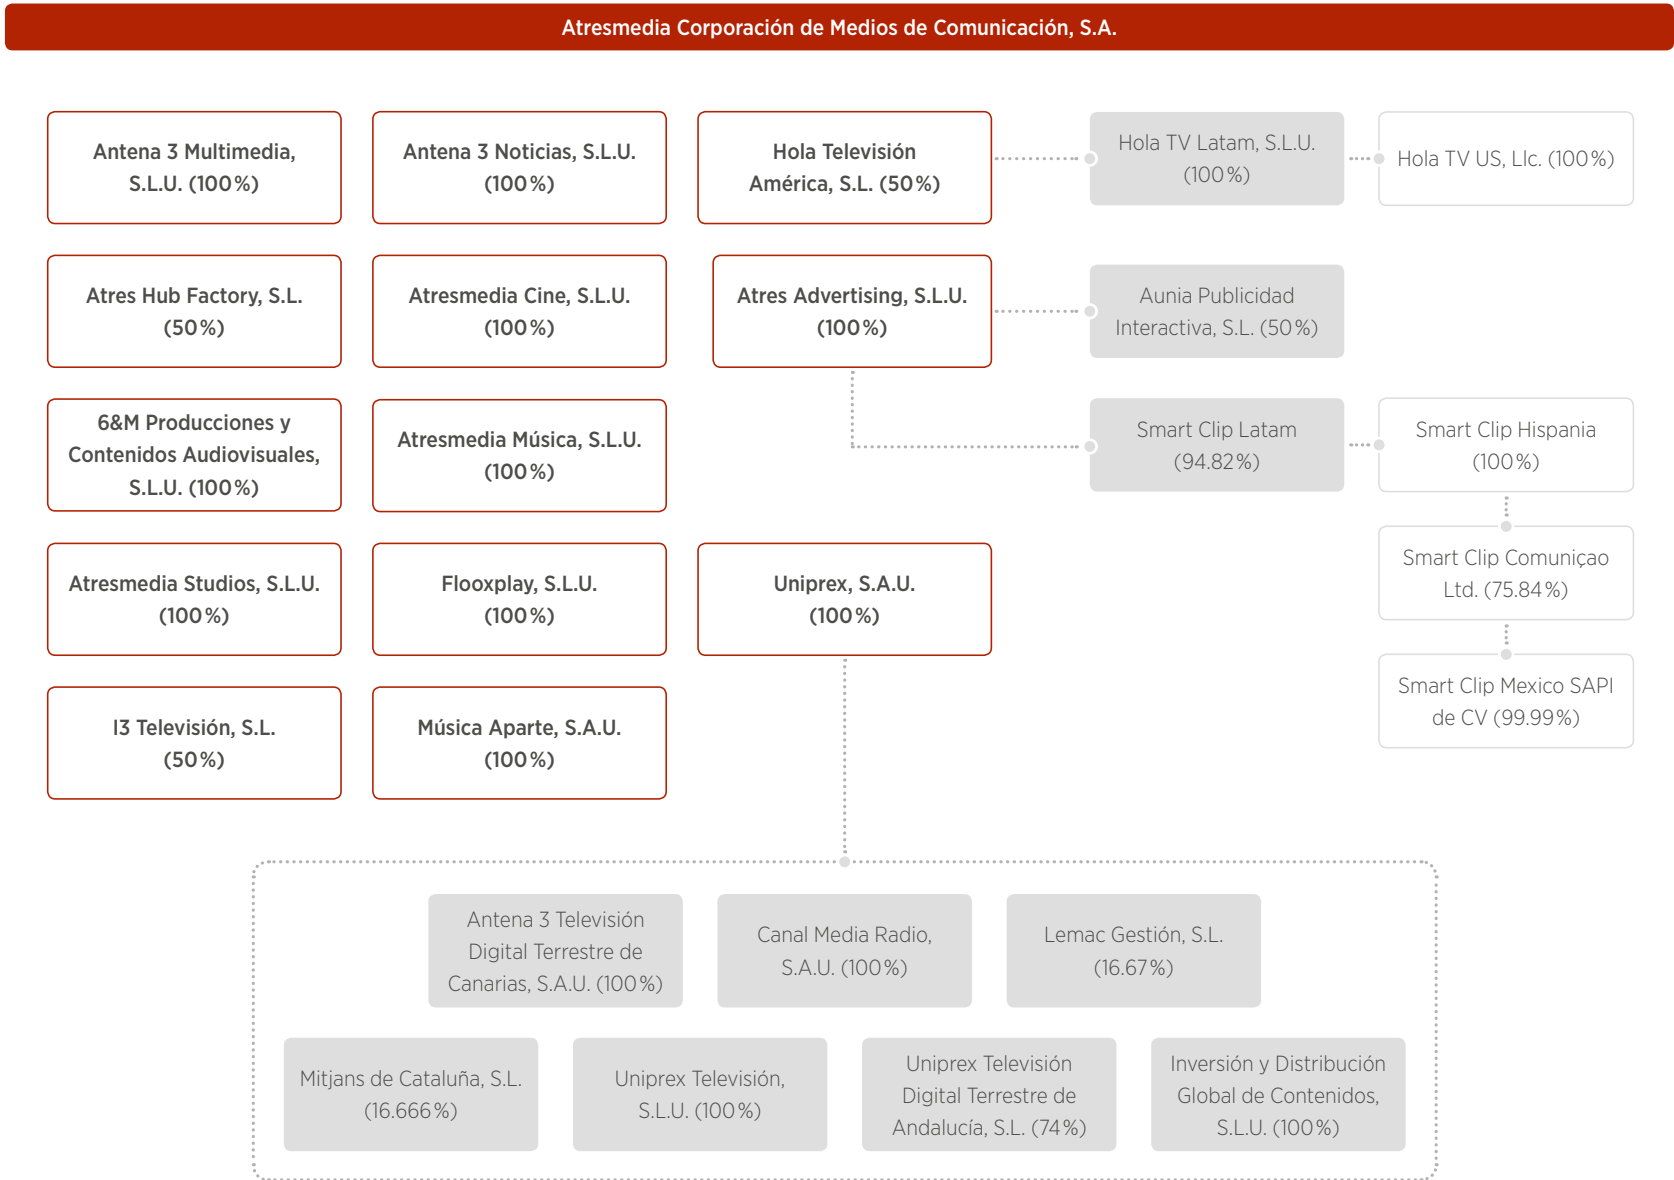 Atresmedia Corporación de Medios de Comunicación, S.A.
Antena 3 Multimedia,
S.L.U. (100%)
Antena 3 Noticias, S.L.U.
(100%)
Hola Televisión
América, S.L. (50%)
Hola TV Latam, S.L.U.
(100%)
Hola TV US, Llc. (100%)
Atres Hub Factory, S.L.
(50%)
Atresmedia Cine, S.L.U.
(100%)
Atres Advertising, S.L.U.
(100%)
Aunia Publicidad
Interactiva, S.L. (50%)
6&M Producciones y
Contenidos Audiovisuales,
S.L.U. (100%)
Atresmedia Música, S.L.U.
(100%)
Smart Clip Latam
(94.82%)
Smart Clip Hispania
(100%)
Atresmedia Studios, S.L.U.
(100%)
Flooxplay, S.L.U.
(100%)
Uniprex, S.A.U.
(100%)
Smart Clip Comuniçao
Ltd. (75.84%)
I3 Televisión, S.L.
(50%)
Música Aparte, S.A.U.
(100%)
Smart Clip Mexico SAPI
de CV (99.99%)
Antena 3 Televisión
Digital Terrestre de
Canarias, S.A.U. (100%)
Canal Media Radio,
S.A.U. (100%)
Lemac Gestión, S.L.
(16.67%)
Mitjans de Cataluña, S.L.
(16.666%)
Uniprex Televisión,
S.L.U. (100%)
Uniprex Televisión
Digital Terrestre de
Andalucía, S.L. (74%)
Inversión y Distribución
Global de Contenidos,
S.L.U. (100%)